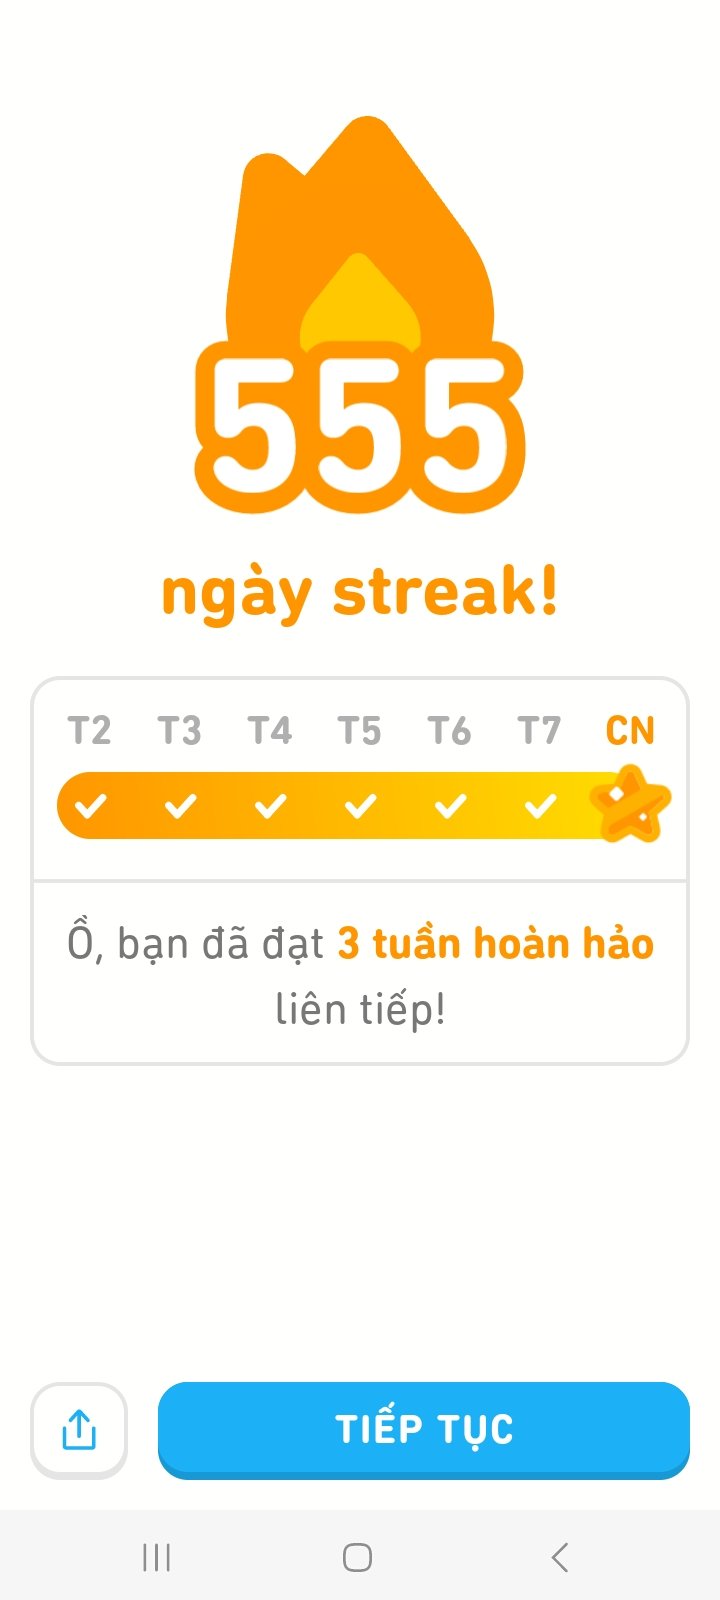 555
ngày streak!
T2 T3 T4 T5 T6 T7 CN
Ồ, bạn đã đạt 3 tuần hoàn hảo
liên tiếp!
TIẾP TỤC